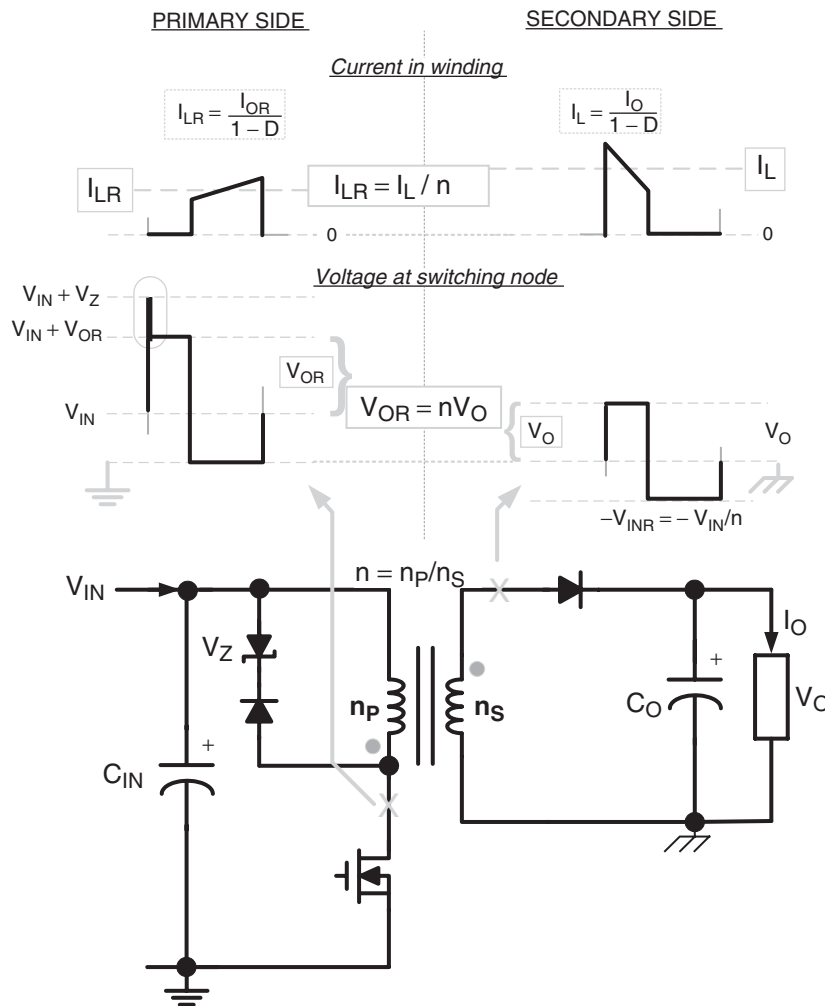 PRIMARY SIDE
SECONDARY SIDE
Current in winding
I_LR = I_OR / 1 – D
I_L = I_O / 1 – D
I_LR
I_LR = I_L / n
I_L
0
0
Voltage at switching node
V_IN + V_Z
V_IN + V_OR
V_OR
V_IN
V_OR = nV_O
V_O
V_O
–V_INR = – V_IN/n
n = n_P/n_S
V_IN
V_Z
n_P
n_S
I_O
+
C_O
V_O
+
C_IN
X
X